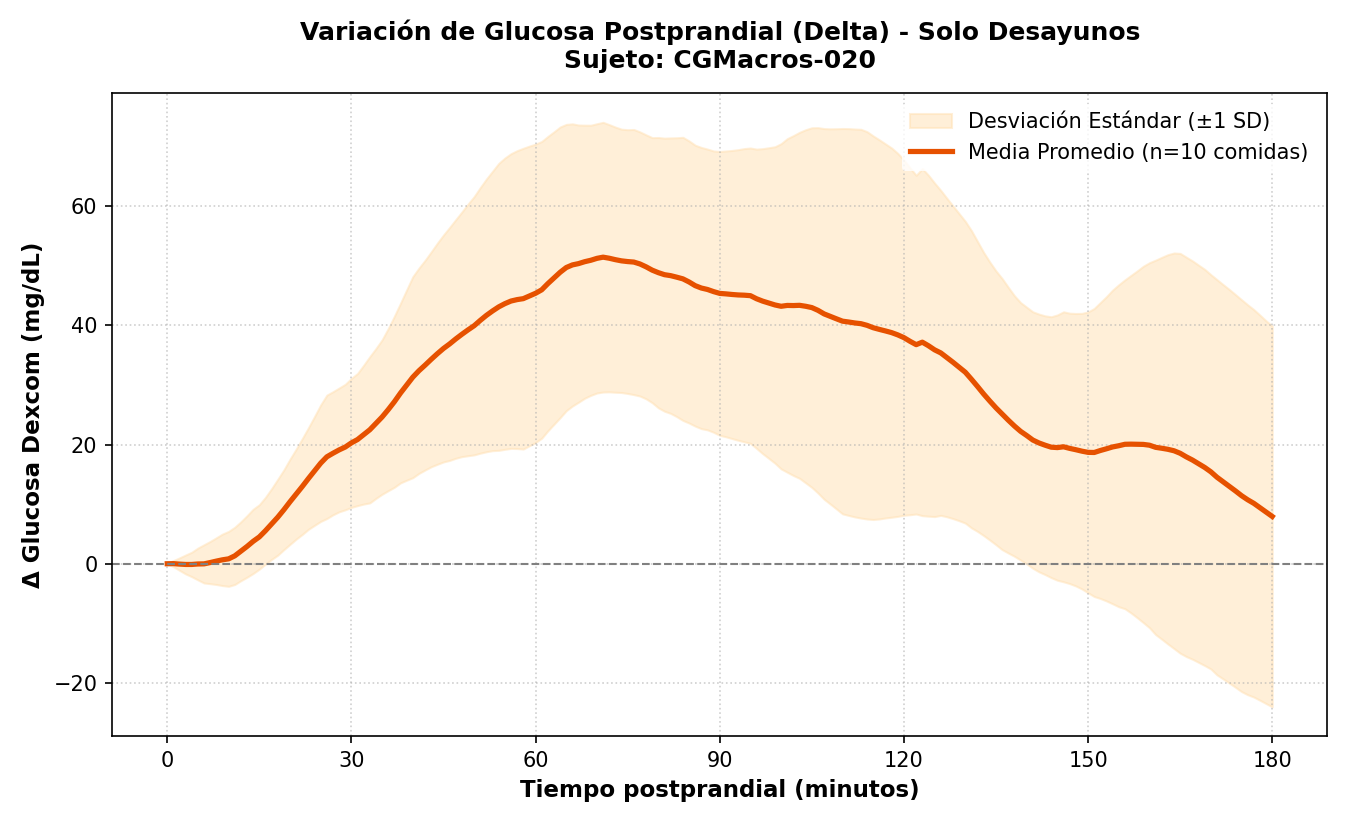 Variación de Glucosa Postprandial (Delta) - Solo Desayunos
Sujeto: CGMacros-020
Desviación Estándar (±1 SD)
Media Promedio (n=10 comidas)
Δ Glucosa Dexcom (mg/dL)
60
40
20
0
−20
0 30 60 90 120 150 180
Tiempo postprandial (minutos)